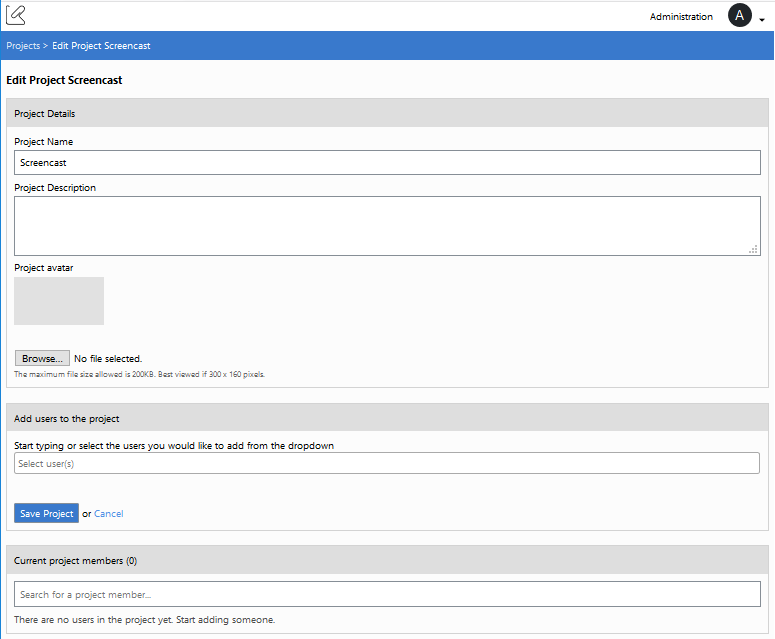 Administration
A
Projects > Edit Project Screencast
Edit Project Screencast
Project Details
Project Name
Screencast
Project Description
Project avatar
Browse... No file selected.
The maximum file size allowed is 200KB. Best viewed if 300 x 160 pixels.
Add users to the project
Start typing or select the users you would like to add from the dropdown
Select user(s)
Save Project or Cancel
Current project members (0)
Search for a project member...
There are no users in the project yet. Start adding someone.